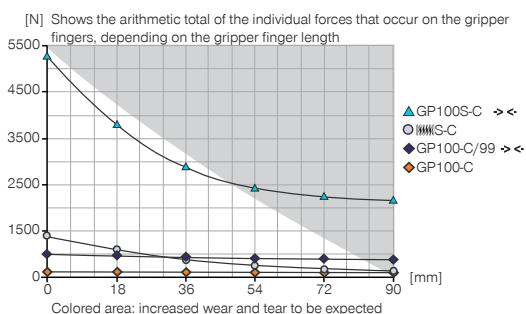 [N] Shows the arithmetic total of the individual forces that occur on the gripper
fingers, depending on the gripper finger length
5500
4500
3500
2500
1500
0
0 18 36 54 72 90
[mm]
GP100S-C -> <-
S-C
GP100-C/99 -> <-
GP100-C
Colored area: increased wear and tear to be expected